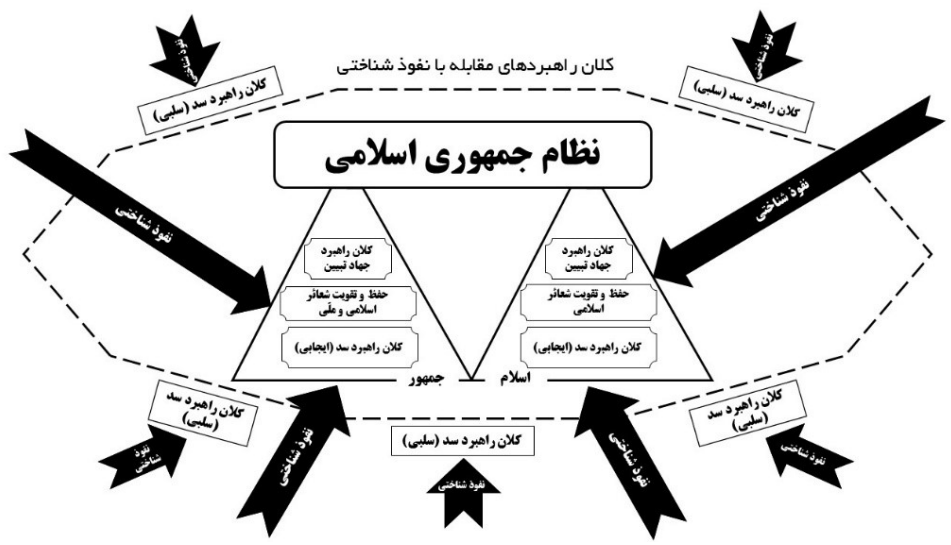 کلان راهبردهای مقابله با نفوذ شناختی
نفوذ شناختی
نفوذ شناختی
کلان راهبرد سد (سلبی)
کلان راهبرد سد (سلبی)
نظام جمهوری اسلامی
نفوذ شناختی
نفوذ شناختی
کلان راهبرد
جهاد تبیین
حفظ و تقویت شعائر
اسلامی
کلان راهبرد سد (ایجابی)
کلان راهبرد
جهاد تبیین
حفظ و تقویت شعائر
اسلامی و ملّی
کلان راهبرد سد (ایجابی)
اسلام
جمهور
کلان راهبرد سد
(سلبی)
کلان راهبرد سد (سلبی)
کلان راهبرد سد
(سلبی)
نفوذ شناختی
نفوذ شناختی
نفوذ شناختی
نفوذ شناختی
نفوذ
شناختی